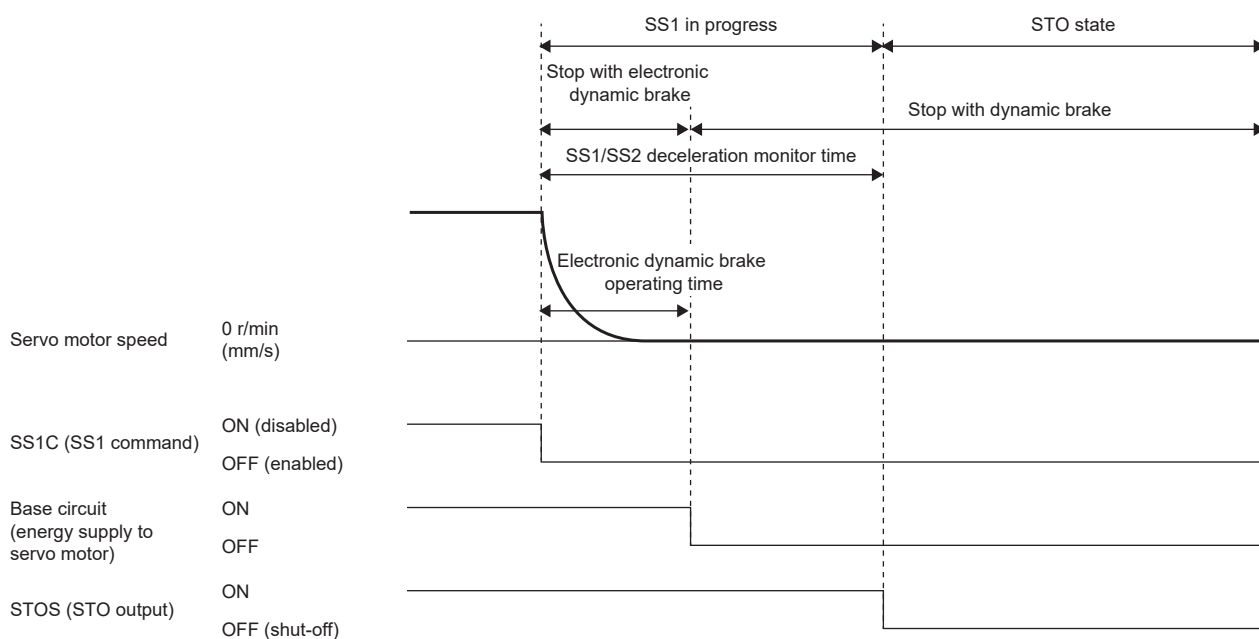 SS1 in progress
STO state
Stop with electronic
dynamic brake
Stop with dynamic brake
SS1/SS2 deceleration monitor time
Electronic dynamic brake
operating time
Servo motor speed
0 r/min
(mm/s)
SS1C (SS1 command)
ON (disabled)
OFF (enabled)
Base circuit
(energy supply to
servo motor)
ON
OFF
STOS (STO output)
ON
OFF (shut-off)